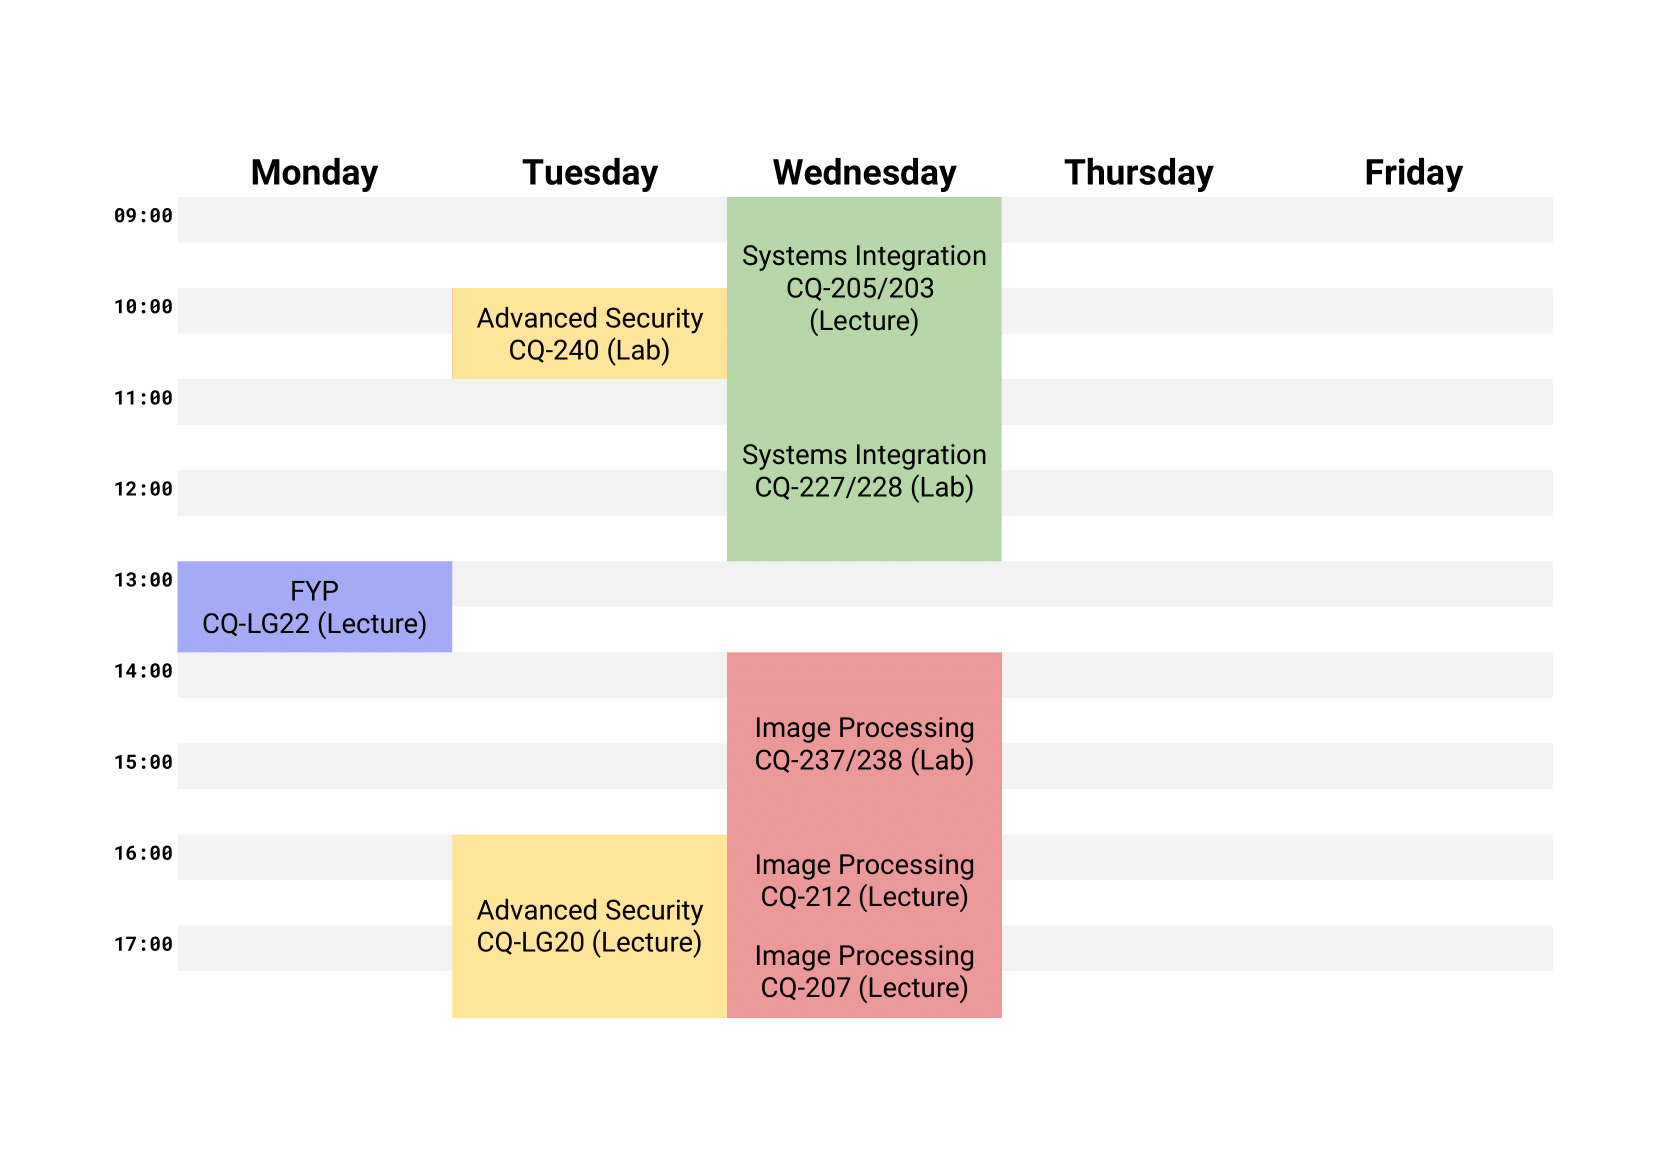 Monday Tuesday Wednesday Thursday Friday
09:00
Systems Integration
CQ-205/203
(Lecture)
10:00
Advanced Security
CQ-240 (Lab)
11:00
Systems Integration
CQ-227/228 (Lab)
12:00
13:00
FYP
CQ-LG22 (Lecture)
14:00
Image Processing
CQ-237/238 (Lab)
15:00
16:00
Image Processing
CQ-212 (Lecture)
Advanced Security
CQ-LG20 (Lecture)
17:00
Image Processing
CQ-207 (Lecture)